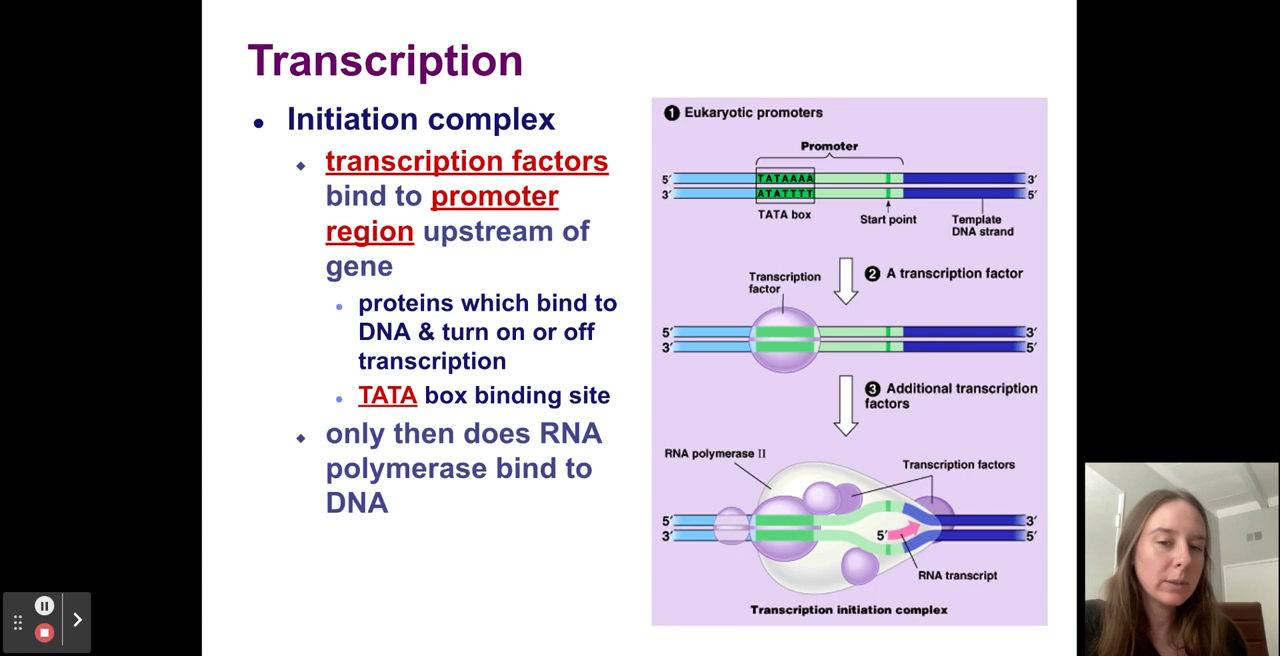 Transcription
Initiation complex
transcription factors
bind to promoter
region upstream of
gene
proteins which bind to
DNA & turn on or off
transcription
TATA box binding site
only then does RNA
polymerase bind to
DNA
1 Eukaryotic promoters
Promoter
5′ TATAAAA 3′
3′ ATATTTT 5′
TATA box
Start point
Template
DNA strand
Transcription
factor
2 A transcription factor
5′ 3′
3′ 5′
3 Additional transcription
factors
RNA polymerase II
Transcription factors
5′ 3′
3′ 5′ 5′
RNA transcript
Transcription initiation complex